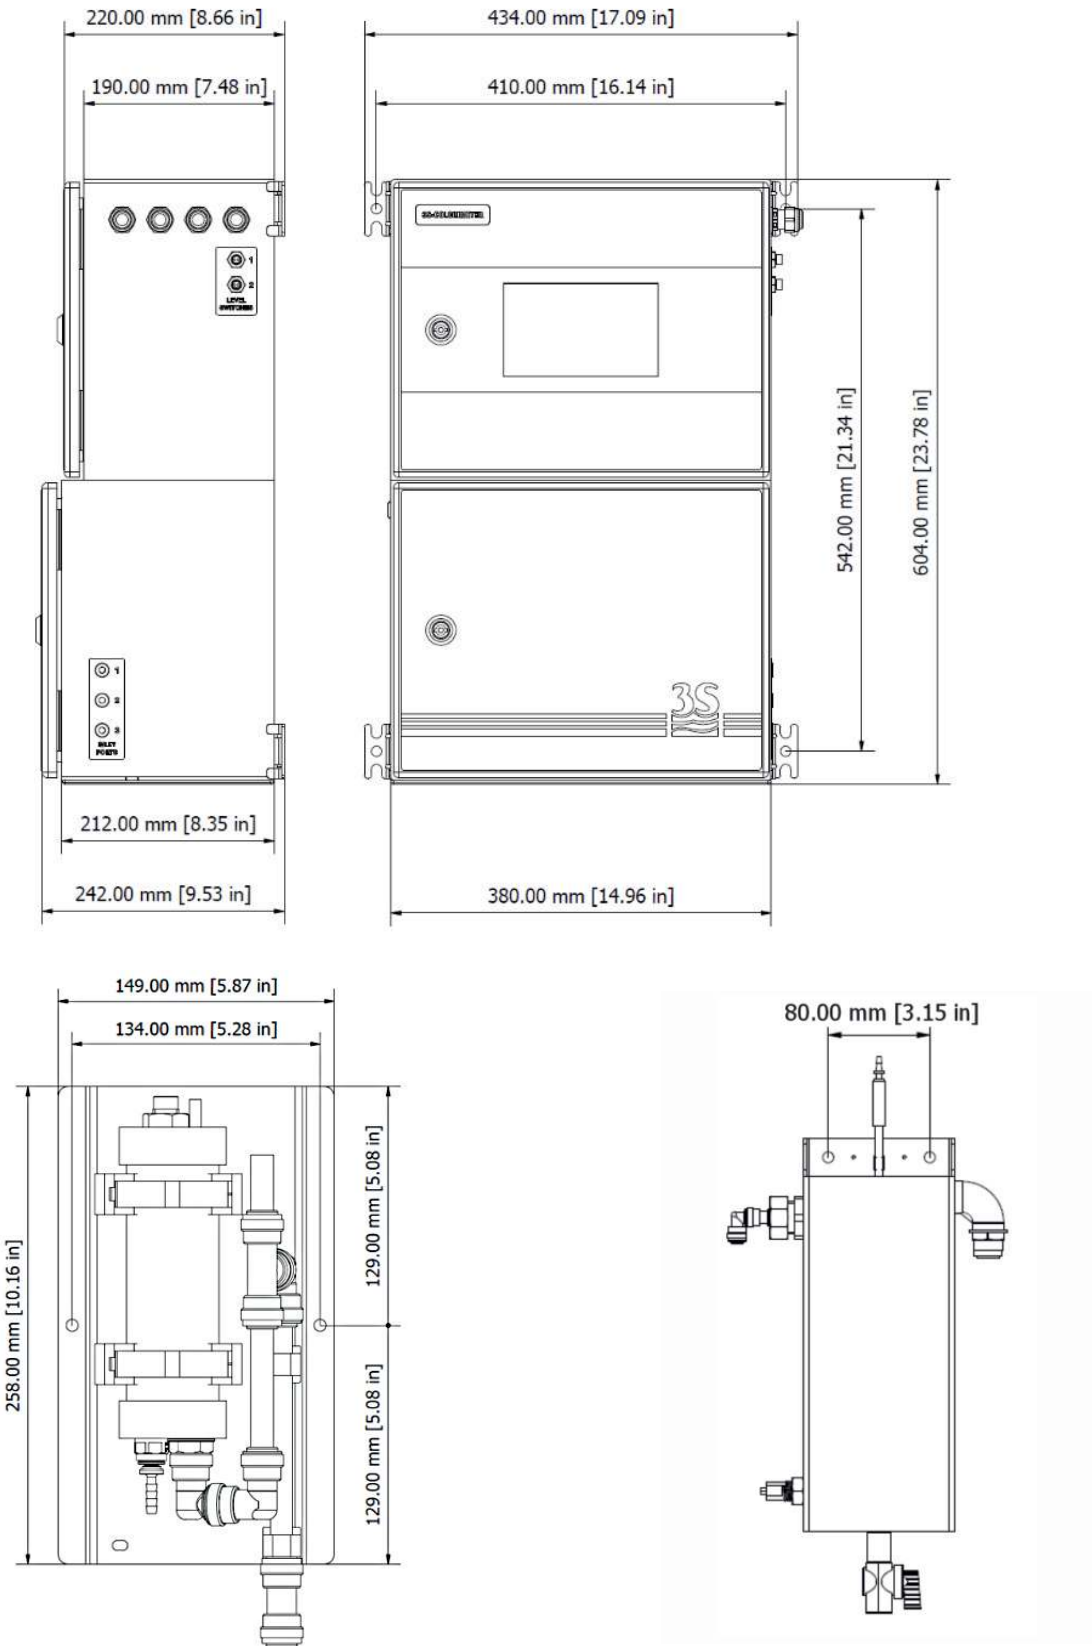 220.00 mm [8.66 in]
434.00 mm [17.09 in]
190.00 mm [7.48 in]
410.00 mm [16.14 in]
3S-COLORIMETER
1
2
LEVEL
SWITCHES
542.00 mm [21.34 in]
604.00 mm [23.78 in]
1
2
3
INLET
PORTS
3S
212.00 mm [8.35 in]
242.00 mm [9.53 in]
380.00 mm [14.96 in]
149.00 mm [5.87 in]
134.00 mm [5.28 in]
80.00 mm [3.15 in]
129.00 mm [5.08 in]
258.00 mm [10.16 in]
129.00 mm [5.08 in]